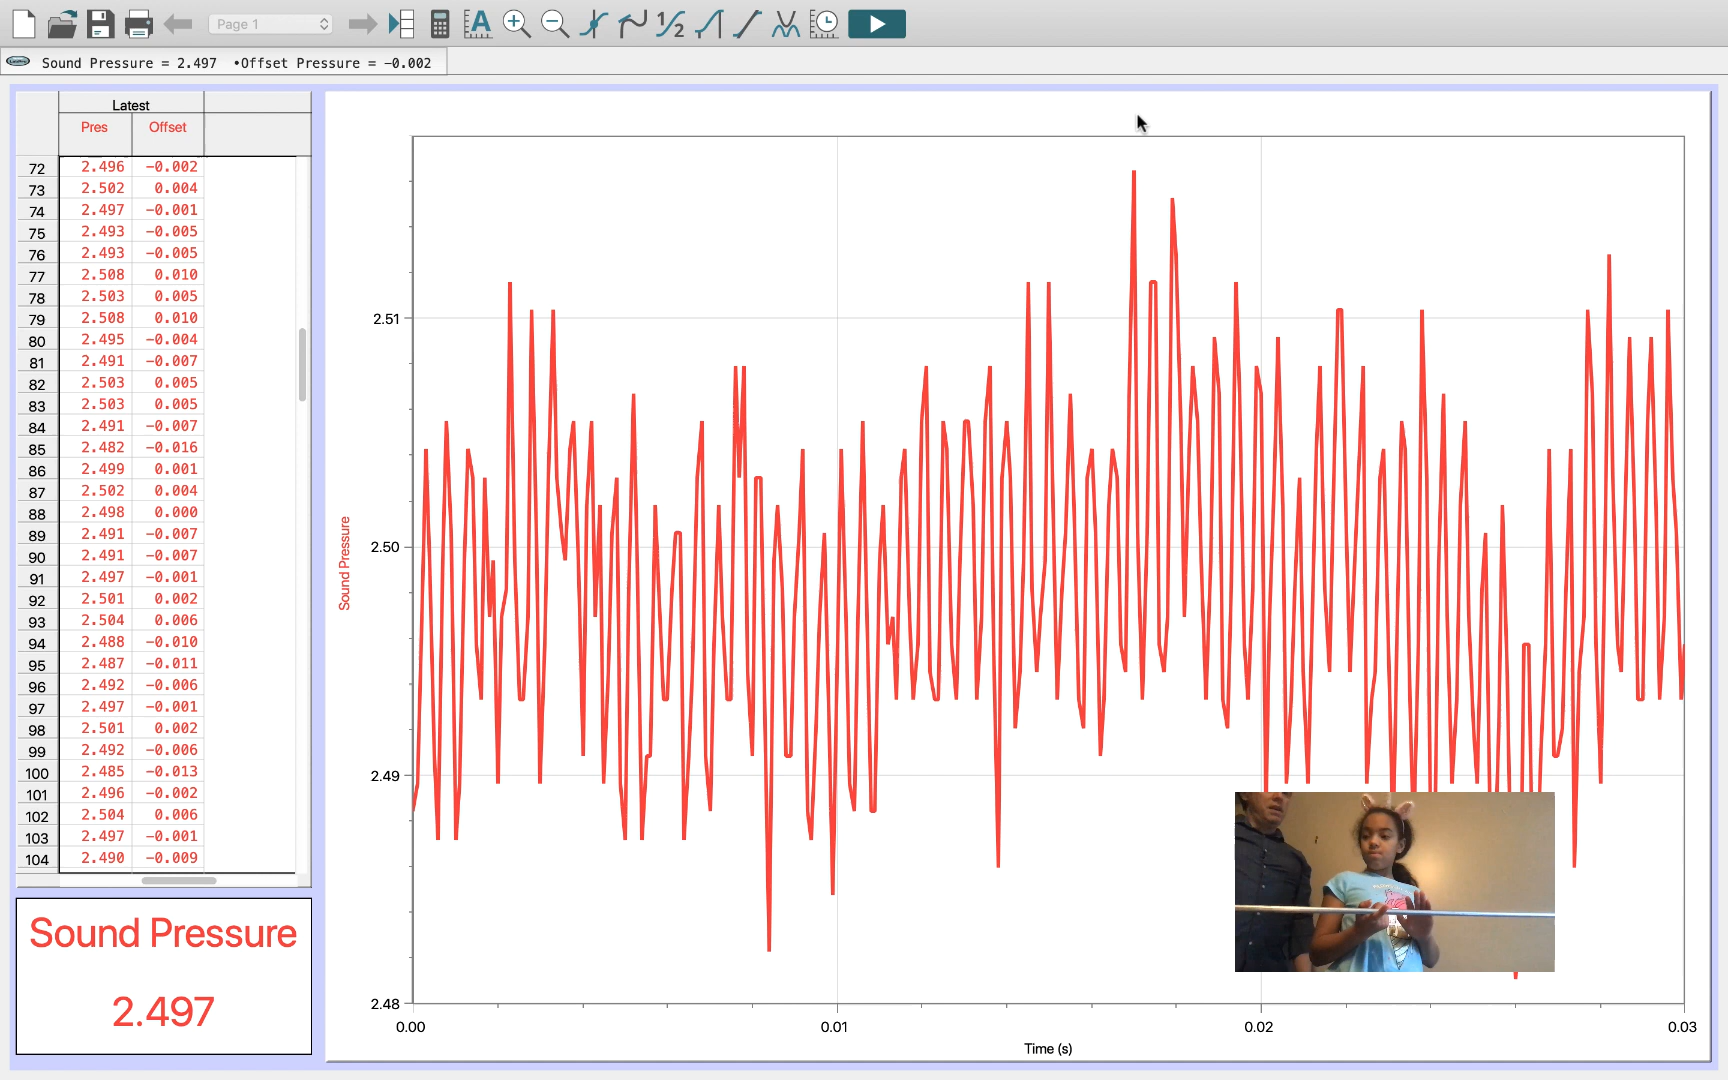 Page 1
Sound Pressure = 2.497 •Offset Pressure = -0.002
Latest
Pres Offset
72 2.496 -0.002
73 2.502 0.004
74 2.497 -0.001
75 2.493 -0.005
76 2.493 -0.005
77 2.508 0.010
78 2.503 0.005
79 2.508 0.010
80 2.495 -0.004
81 2.491 -0.007
82 2.503 0.005
83 2.503 0.005
84 2.491 -0.007
85 2.482 -0.016
86 2.499 0.001
87 2.502 0.004
88 2.498 0.000
89 2.491 -0.007
90 2.491 -0.007
91 2.497 -0.001
92 2.501 0.002
93 2.504 0.006
94 2.488 -0.010
95 2.487 -0.011
96 2.492 -0.006
97 2.497 -0.001
98 2.501 0.002
99 2.492 -0.006
100 2.485 -0.013
101 2.496 -0.002
102 2.504 0.006
103 2.497 -0.001
104 2.490 -0.009
Sound Pressure
2.497
Sound Pressure
2.51
2.50
2.49
2.48
0.00 0.01 0.02 0.03
Time (s)